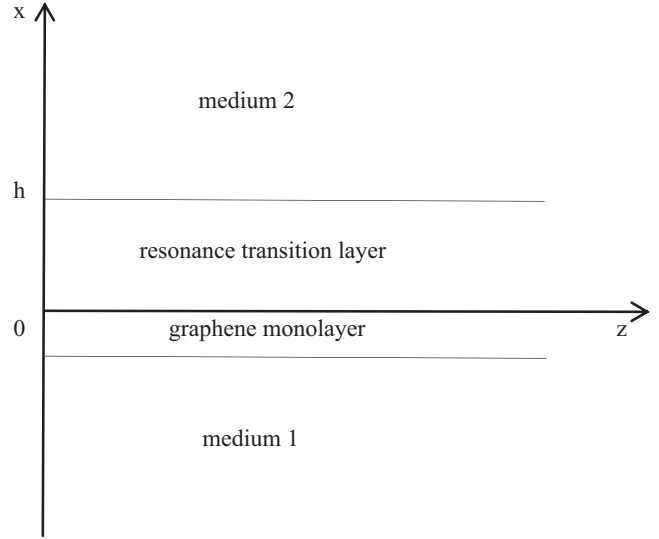 x
medium 2
h
resonance transition layer
0
graphene monolayer
z
medium 1